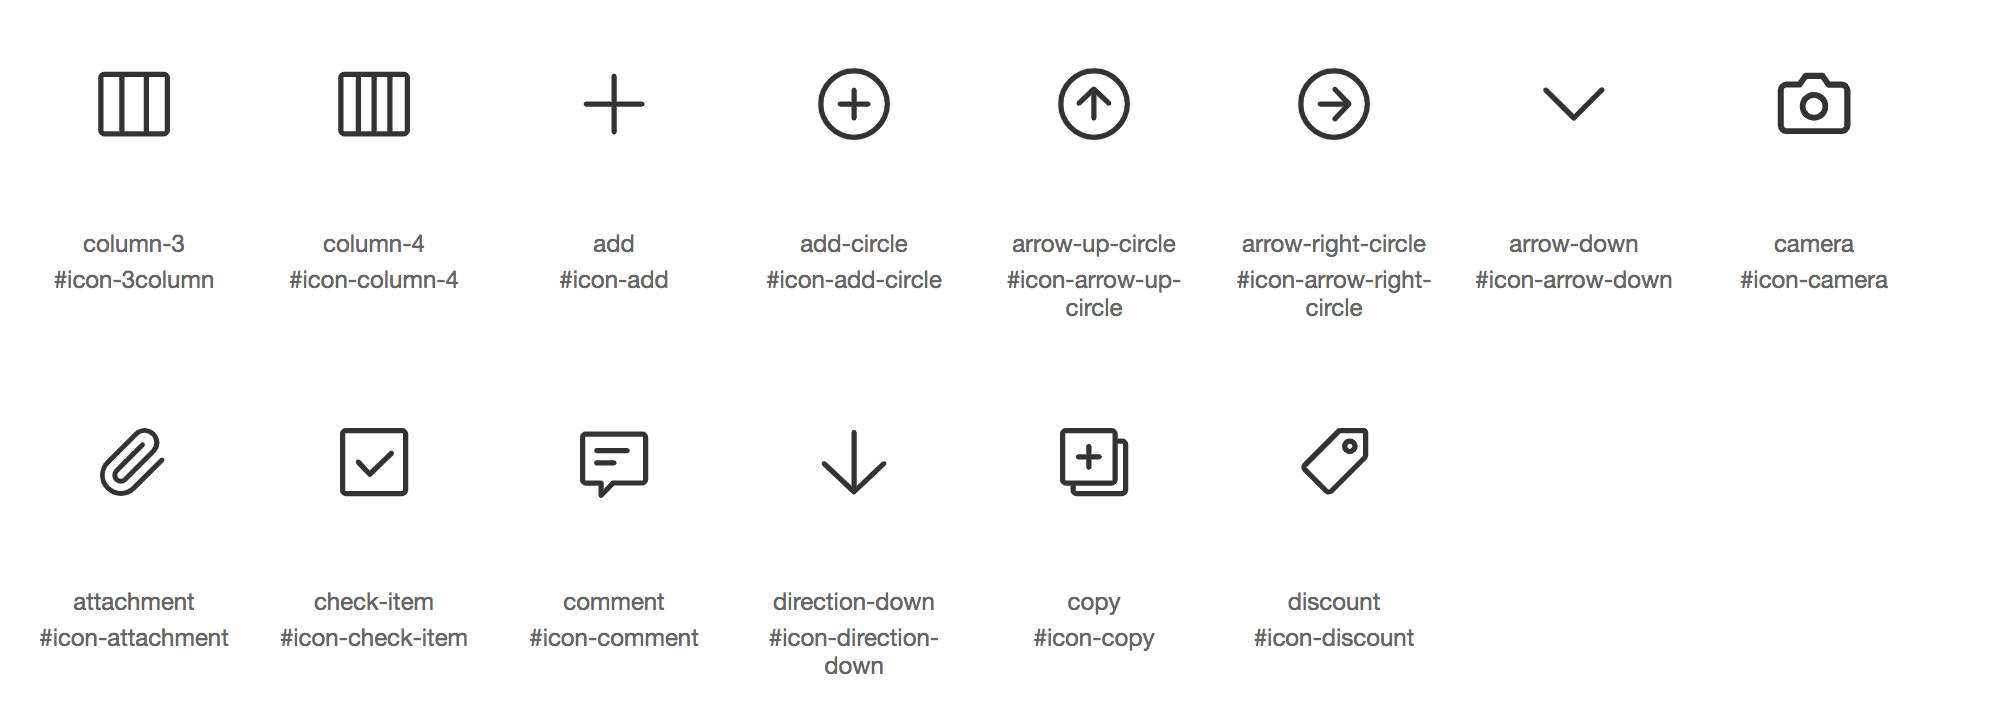 column-3
column-4
add
add-circle
arrow-up-circle
arrow-right-circle
arrow-down
camera
#icon-3column
#icon-column-4
#icon-add
#icon-add-circle
#icon-arrow-up-
circle
#icon-arrow-right-
circle
#icon-arrow-down
#icon-camera
attachment
check-item
comment
direction-down
copy
discount
#icon-attachment
#icon-check-item
#icon-comment
#icon-direction-
down
#icon-copy
#icon-discount